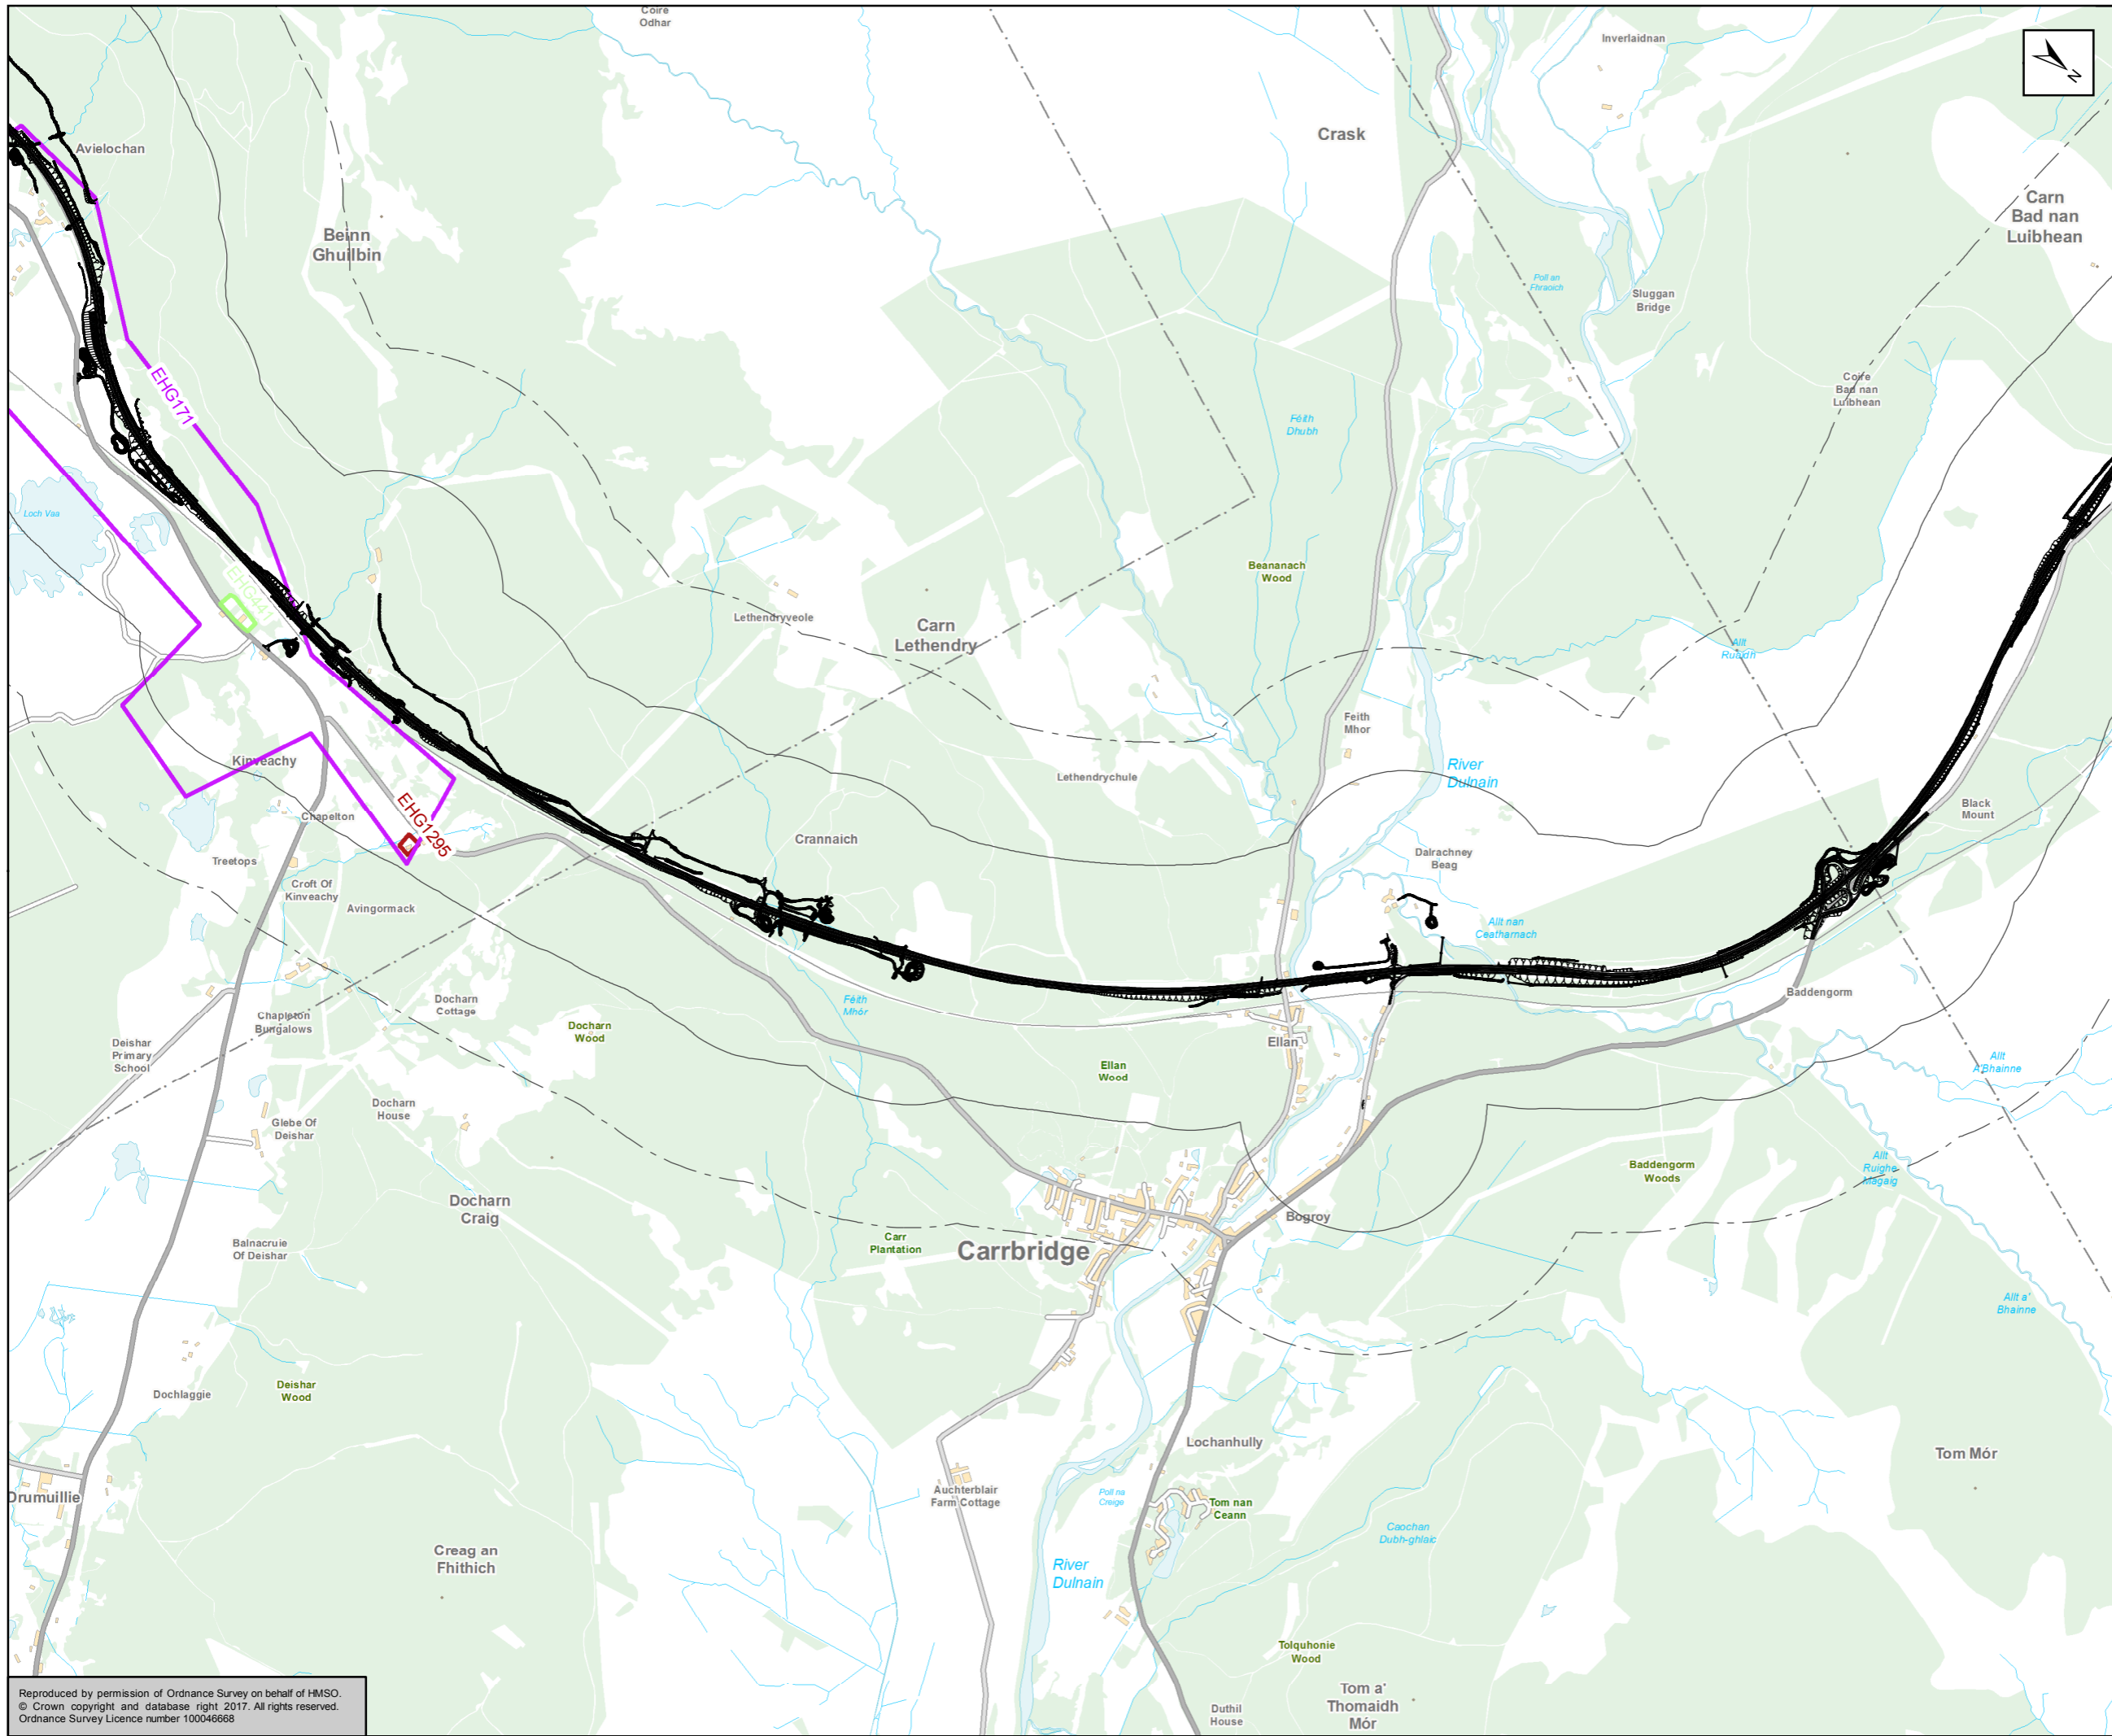 Coire
Odhar
Inverlaidnan
N
Avielochan
Crask
Carn
Bad nan
Luibhean
Beinn
Ghuilbin
Poll an
Fhraoich
Sluggan
Bridge
EHG171
Coire
Bad nan
Luibhean
Féith
Dhubh
Loch Vaa
Beananach
Wood
EHG441
Lethendryveole
Carn
Lethendry
Allt
Ruaidh
Feith
Mhor
Kinveachy
River
Dulnain
Lethendrychule
Chapelton
EHG1295
Black
Mount
Crannaich
Treetops
Dalrachney
Beag
Croft Of
Kinveachy
Avingormack
Allt nan
Ceatharnach
Docharn
Cottage
Féith
Mhór
Baddengorm
Chapleton
Bungalows
Docharn
Wood
Deishar
Primary
School
Ellan
Ellan
Wood
Allt
A'Bhainne
Docharn
House
Glebe Of
Deishar
Allt
Ruighe
Magaig
Baddengorm
Woods
Docharn
Craig
Bogroy
Balnacruie
Of Deishar
Carr
Plantation
Carrbridge
Allt a'
Bhainne
Deishar
Wood
Dochlaggie
Lochanhully
Tom Mór
Drumuillie
Auchterblair
Farm Cottage
Poll na
Creige
Tom nan
Ceann
Caochan
Dubh-ghlaic
Creag an
Fhithich
River
Dulnain
Tolquhonie
Wood
Tom a'
Thomaidh
Mór
Duthil
House
Reproduced by permission of Ordnance Survey on behalf of HMSO.
© Crown copyright and database right 2017. All rights reserved.
Ordnance Survey Licence number 100046668